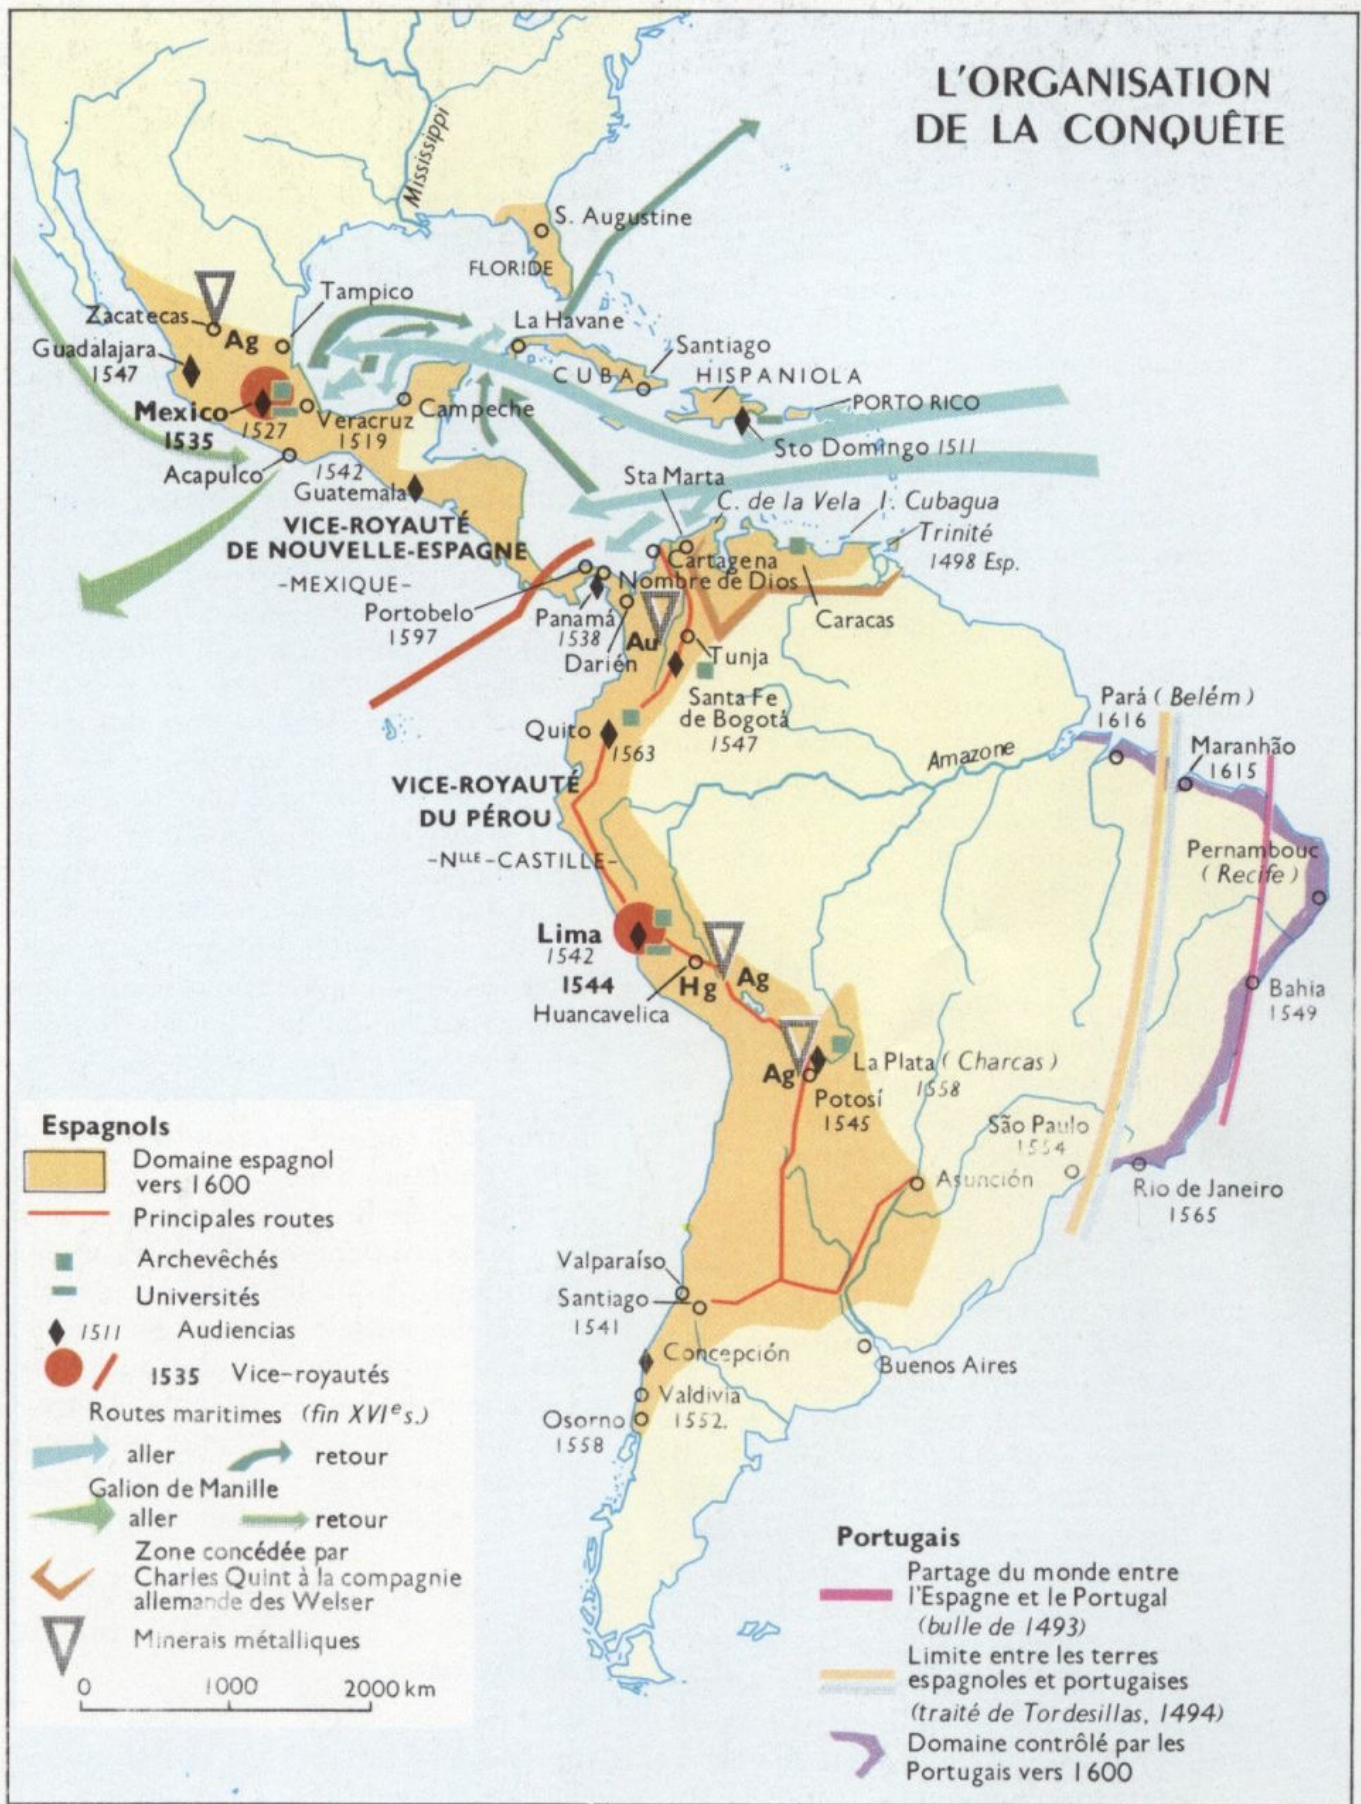 L'ORGANISATION
DE LA CONQUÊTE
Mississippi
S. Augustine
FLORIDE
Tampico
Zacatecas
Ag
Guadalajara
1547
La Havane
Santiago
CUBA
HISPANIOLA
PORTO RICO
Mexico
1535
1527
Veracruz
1519
Campeche
Sto Domingo 1511
Acapulco
1542
Guatemala
Sta Marta
C. de la Vela
I. Cubagua
Trinité
1498 Esp.
VICE-ROYAUTÉ
DE NOUVELLE-ESPAGNE
-MEXIQUE-
Cartagena
Nombre de Dios
Portobelo
1597
Panamá
1538
Darién
Au
Caracas
Tunja
Santa Fe
de Bogotá
1547
Quito
1563
Pará (Belém)
1616
Amazone
Maranhão
1615
VICE-ROYAUTÉ
DU PÉROU
-NLLE-CASTILLE-
Pernambouc
(Recife)
Lima
1542
1544
Hg
Ag
Huancavelica
Bahia
1549
La Plata (Charcas)
1558
Ag
Potosí
1545
São Paulo
1554
Asunción
Rio de Janeiro
1565
Valparaíso
Santiago
1541
Concepción
Buenos Aires
Valdivia
1552.
Osorno
1558
Espagnols
Domaine espagnol
vers 1600
Principales routes
Archevêchés
Universités
1511 Audiencias
1535 Vice-royautés
Routes maritimes (fin XVIe s.)
aller retour
Galion de Manille
aller retour
Zone concédée par
Charles Quint à la compagnie
allemande des Welser
Minerais métalliques
0 1000 2000 km
Portugais
Partage du monde entre
l'Espagne et le Portugal
(bulle de 1493)
Limite entre les terres
espagnoles et portugaises
(traité de Tordesillas, 1494)
Domaine contrôlé par les
Portugais vers 1600